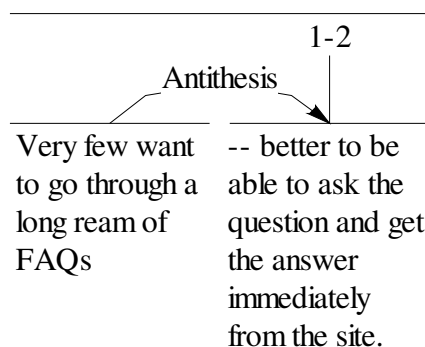 1-2
Antithesis
Very few want
to go through a
long ream of
FAQs
-- better to be
able to ask the
question and get
the answer
immediately
from the site.